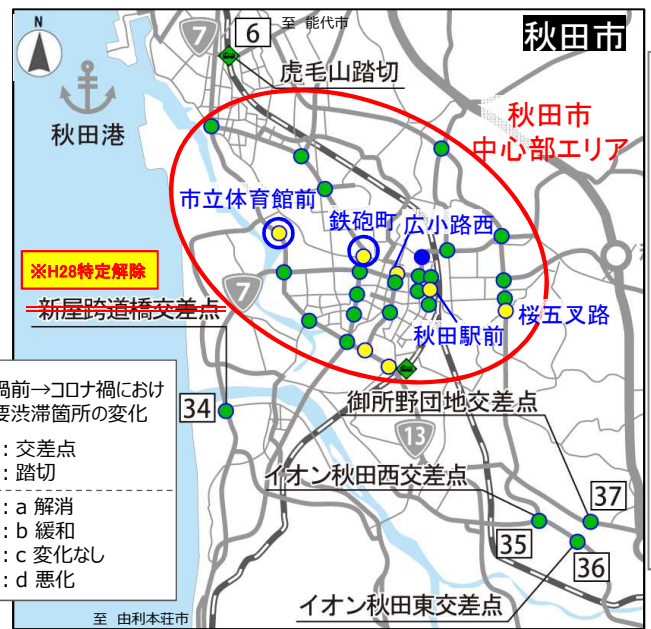 秋田市
至 能代市
7
6
虎毛山踏切
秋田港
秋田市
中心部エリア
市立体育館前
鉄砲町
広小路西
※H28特定解除
7
新屋跨道橋交差点
秋田駅前
桜五叉路
禍前→コロナ禍におけ
要渋滞箇所の変化
：交差点
：踏切
：a 解消
：b 緩和
：c 変化なし
：d 悪化
34
13
御所野団地交差点
イオン秋田西交差点
37
35
36
イオン秋田東交差点
至 由利本荘市